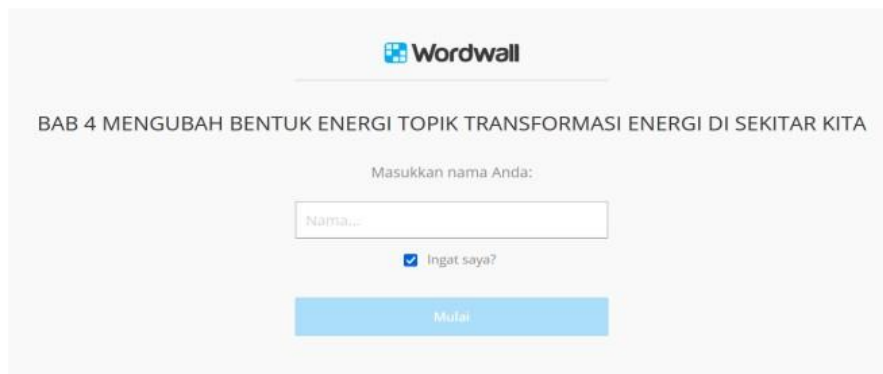 Wordwall
BAB 4 MENGUBAH BENTUK ENERGI TOPIK TRANSFORMASI ENERGI DI SEKITAR KITA
Masukkan nama Anda:
Nama...
Ingat saya?
Mulai